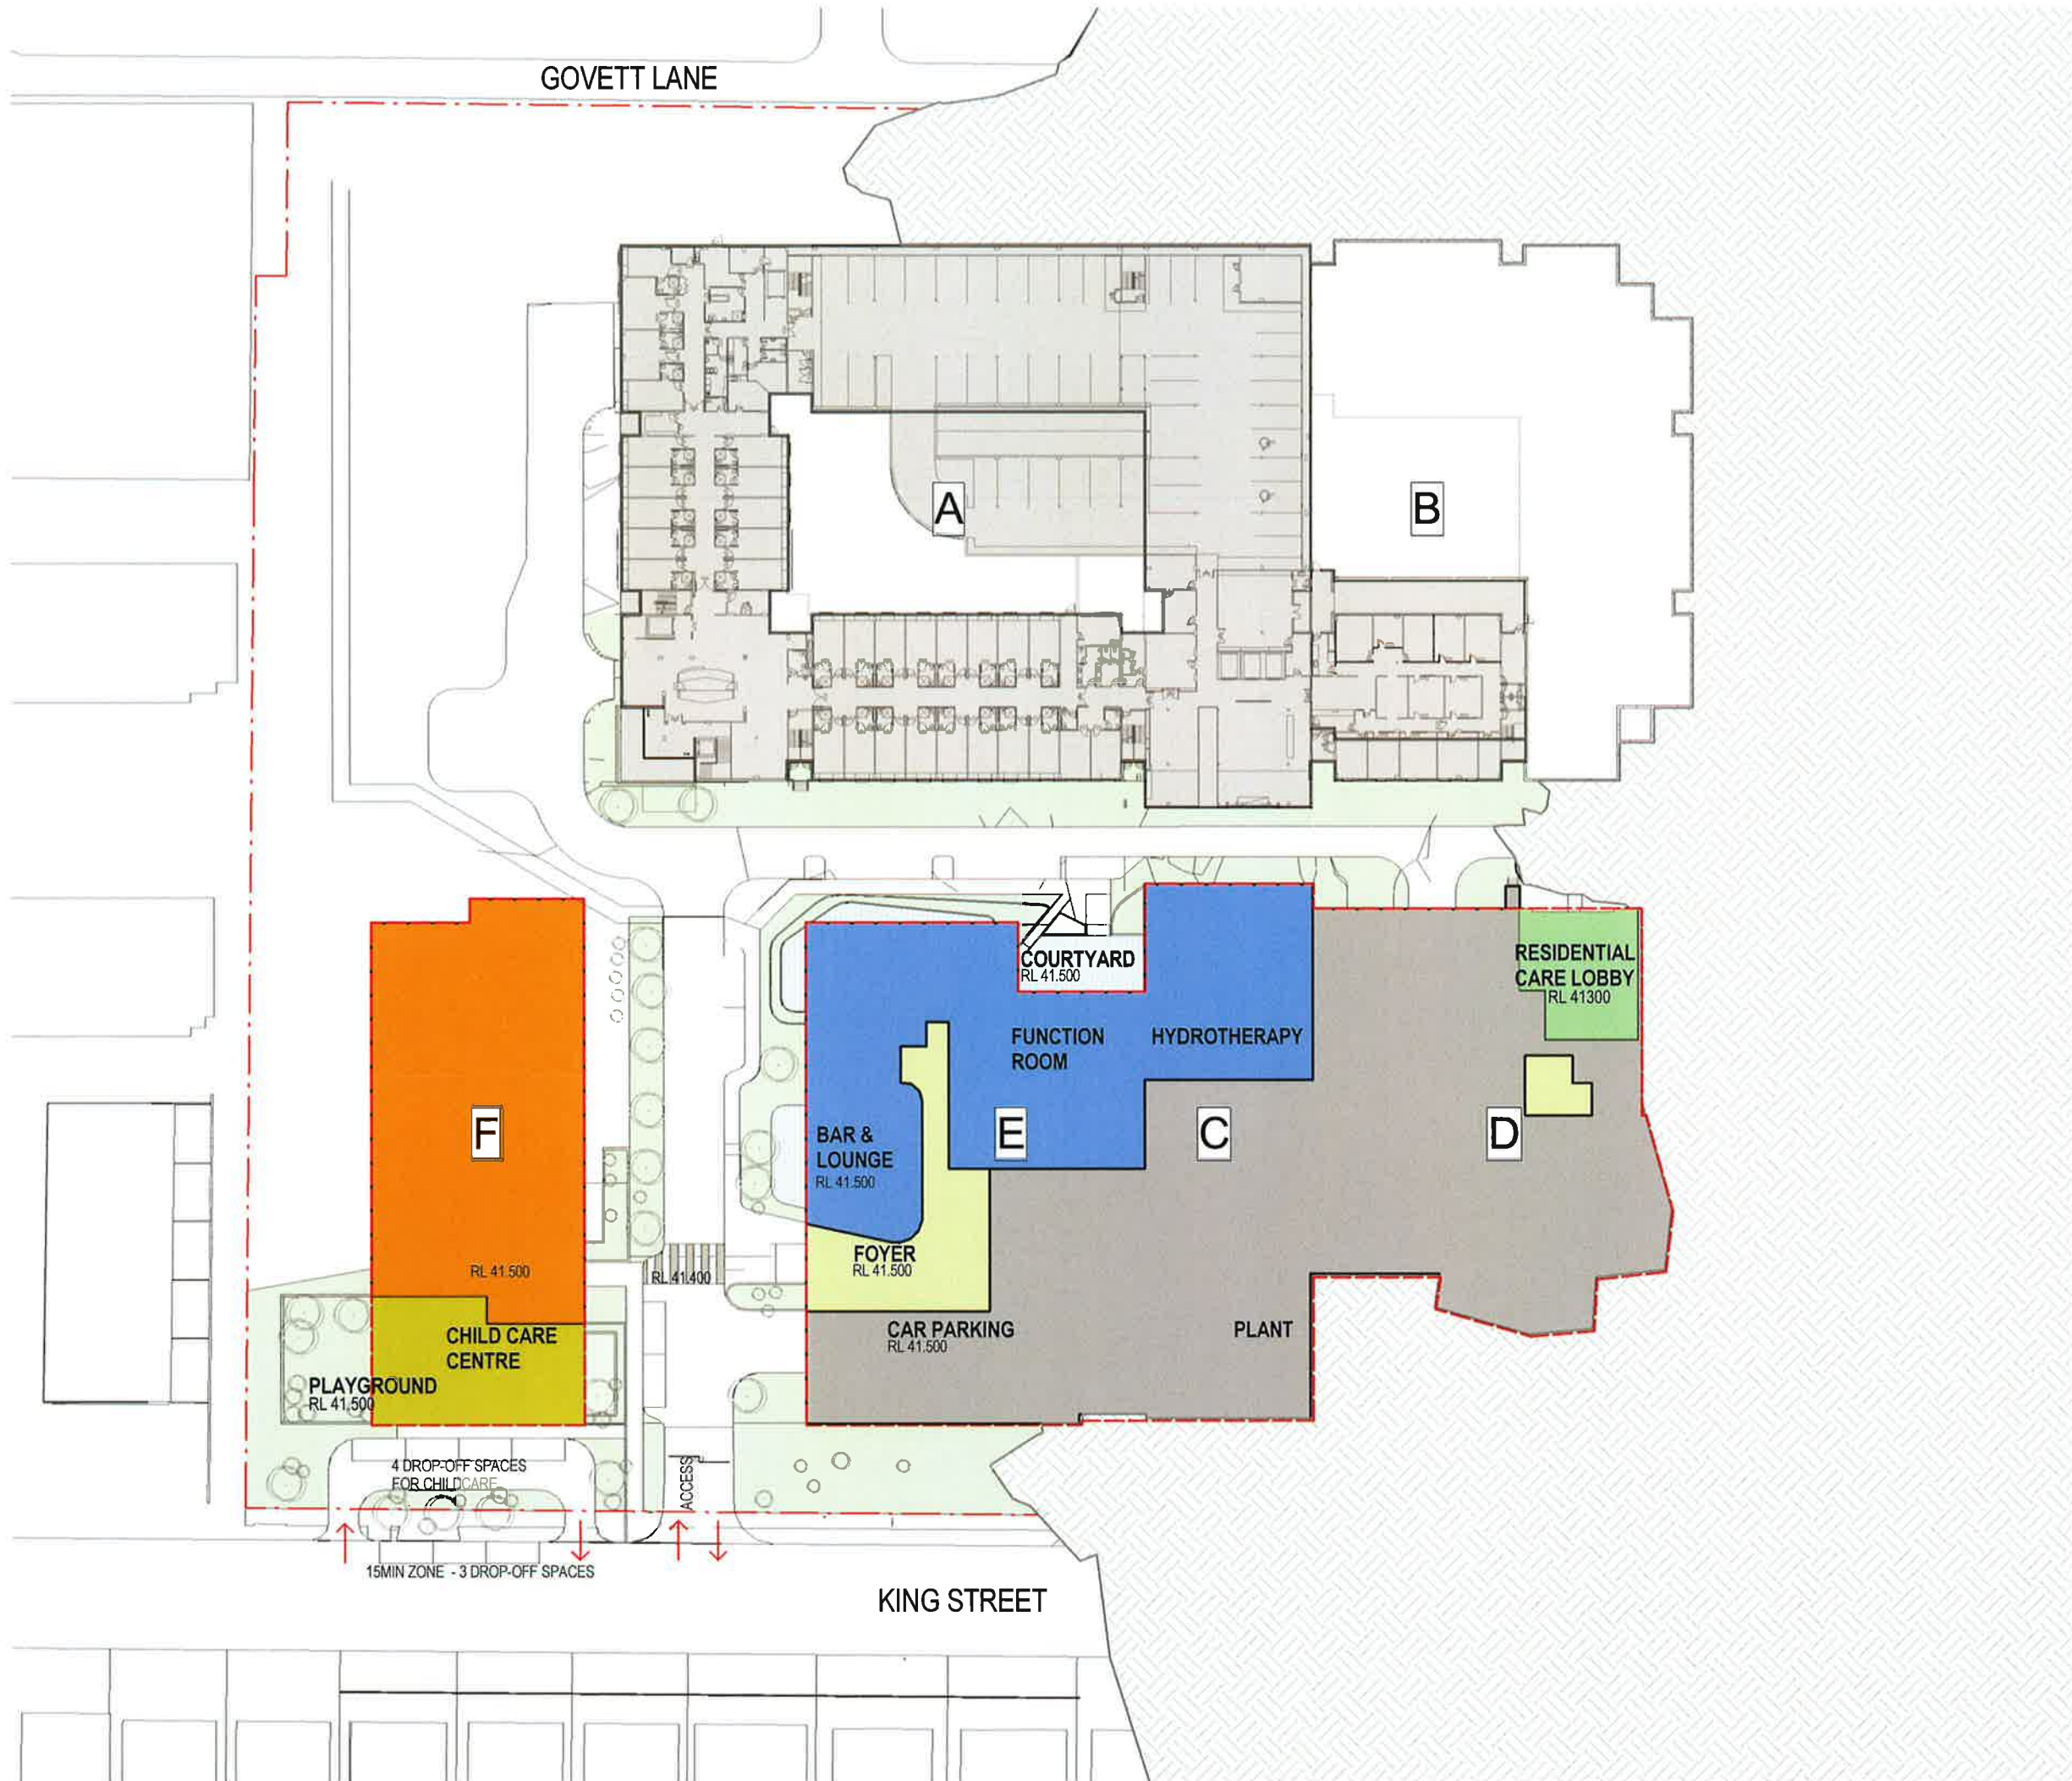 GOVETT LANE
A
B
COURTYARD
RL 41.500
RESIDENTIAL
CARE LOBBY
RL 41300
FUNCTION
ROOM
HYDROTHERAPY
F
BAR &
LOUNGE
RL 41.500
E
C
D
FOYER
RL 41.500
RL 41.500
RL 41.400
CHILD CARE
CENTRE
CAR PARKING
RL 41.500
PLANT
PLAYGROUND
RL 41.500
4 DROP-OFF SPACES
FOR CHILDCARE
ACCESS
15MIN ZONE - 3 DROP-OFF SPACES
KING STREET